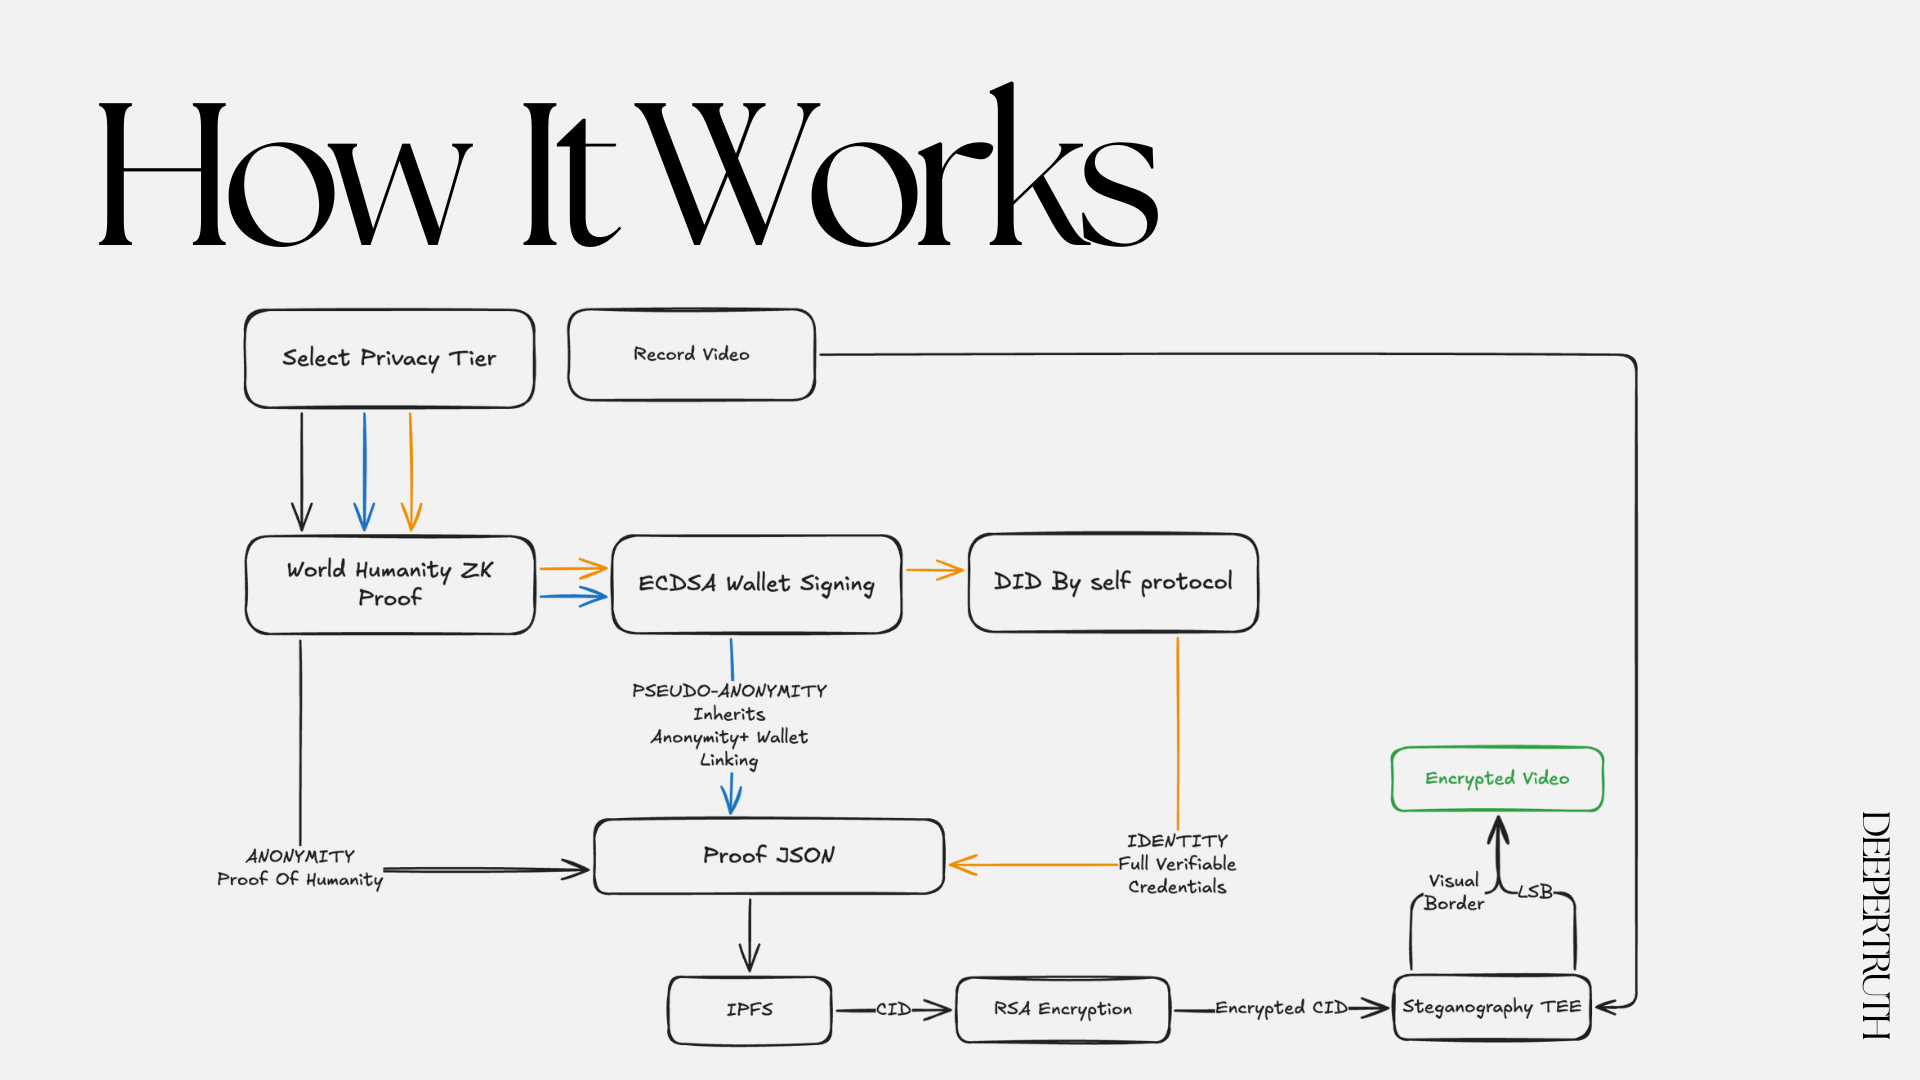 How It Works
Select Privacy Tier
Record Video
World Humanity ZK
Proof
ECDSA Wallet Signing
DID By self protocol
PSEUDO-ANONYMITY
Inherits
Anonymity+ Wallet
Linking
ANONYMITY
Proof Of Humanity
Proof JSON
IDENTITY
Full Verifiable
Credentials
Encrypted Video
Visual
Border
LSB
IPFS
CID
RSA Encryption
Encrypted CID
Steganography TEE
DEEPERTRUTH